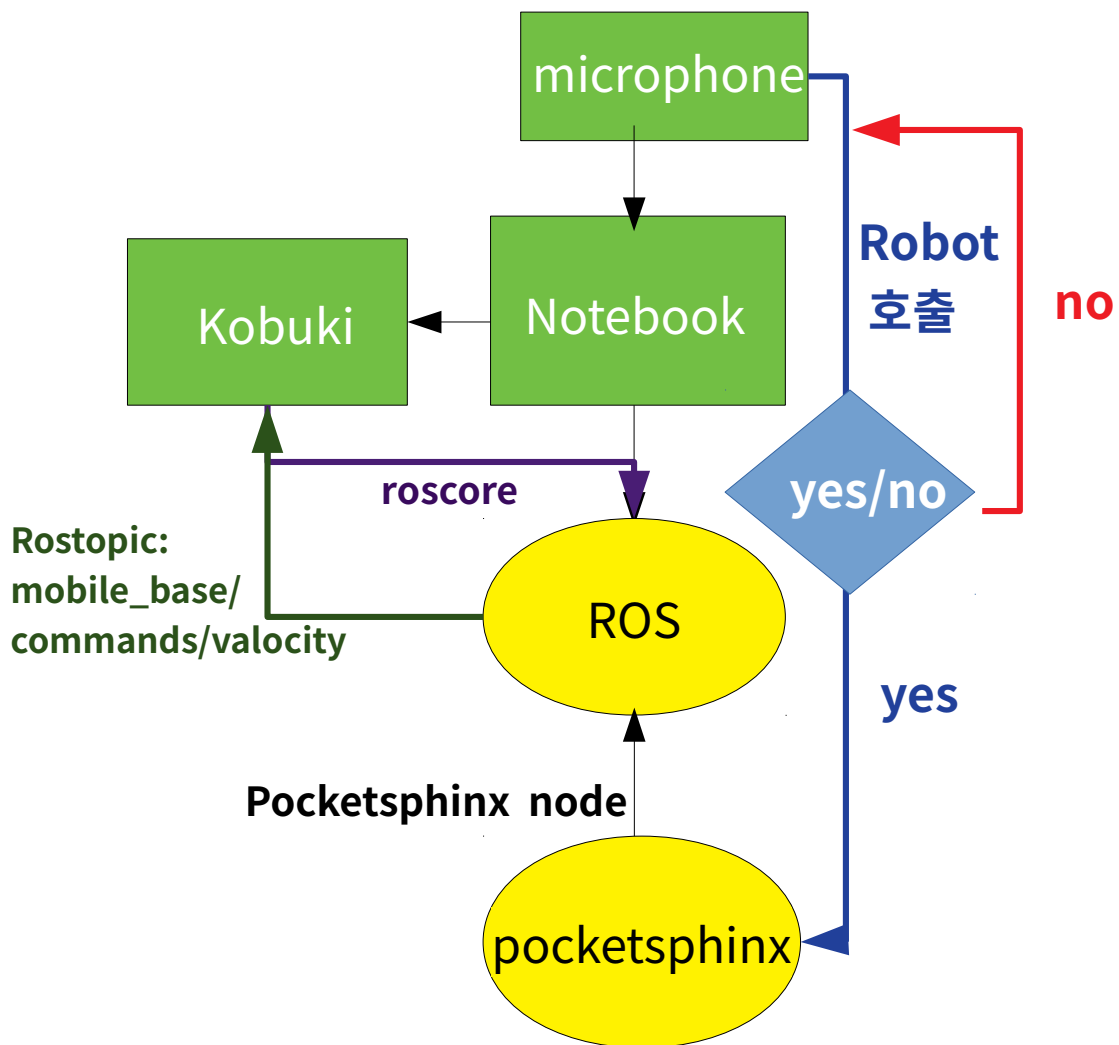 microphone
Robot
호출
no
Notebook
Kobuki
yes/no
roscore
Rostopic:
mobile_base/
commands/valocity
ROS
yes
Pocketsphinx node
pocketsphinx